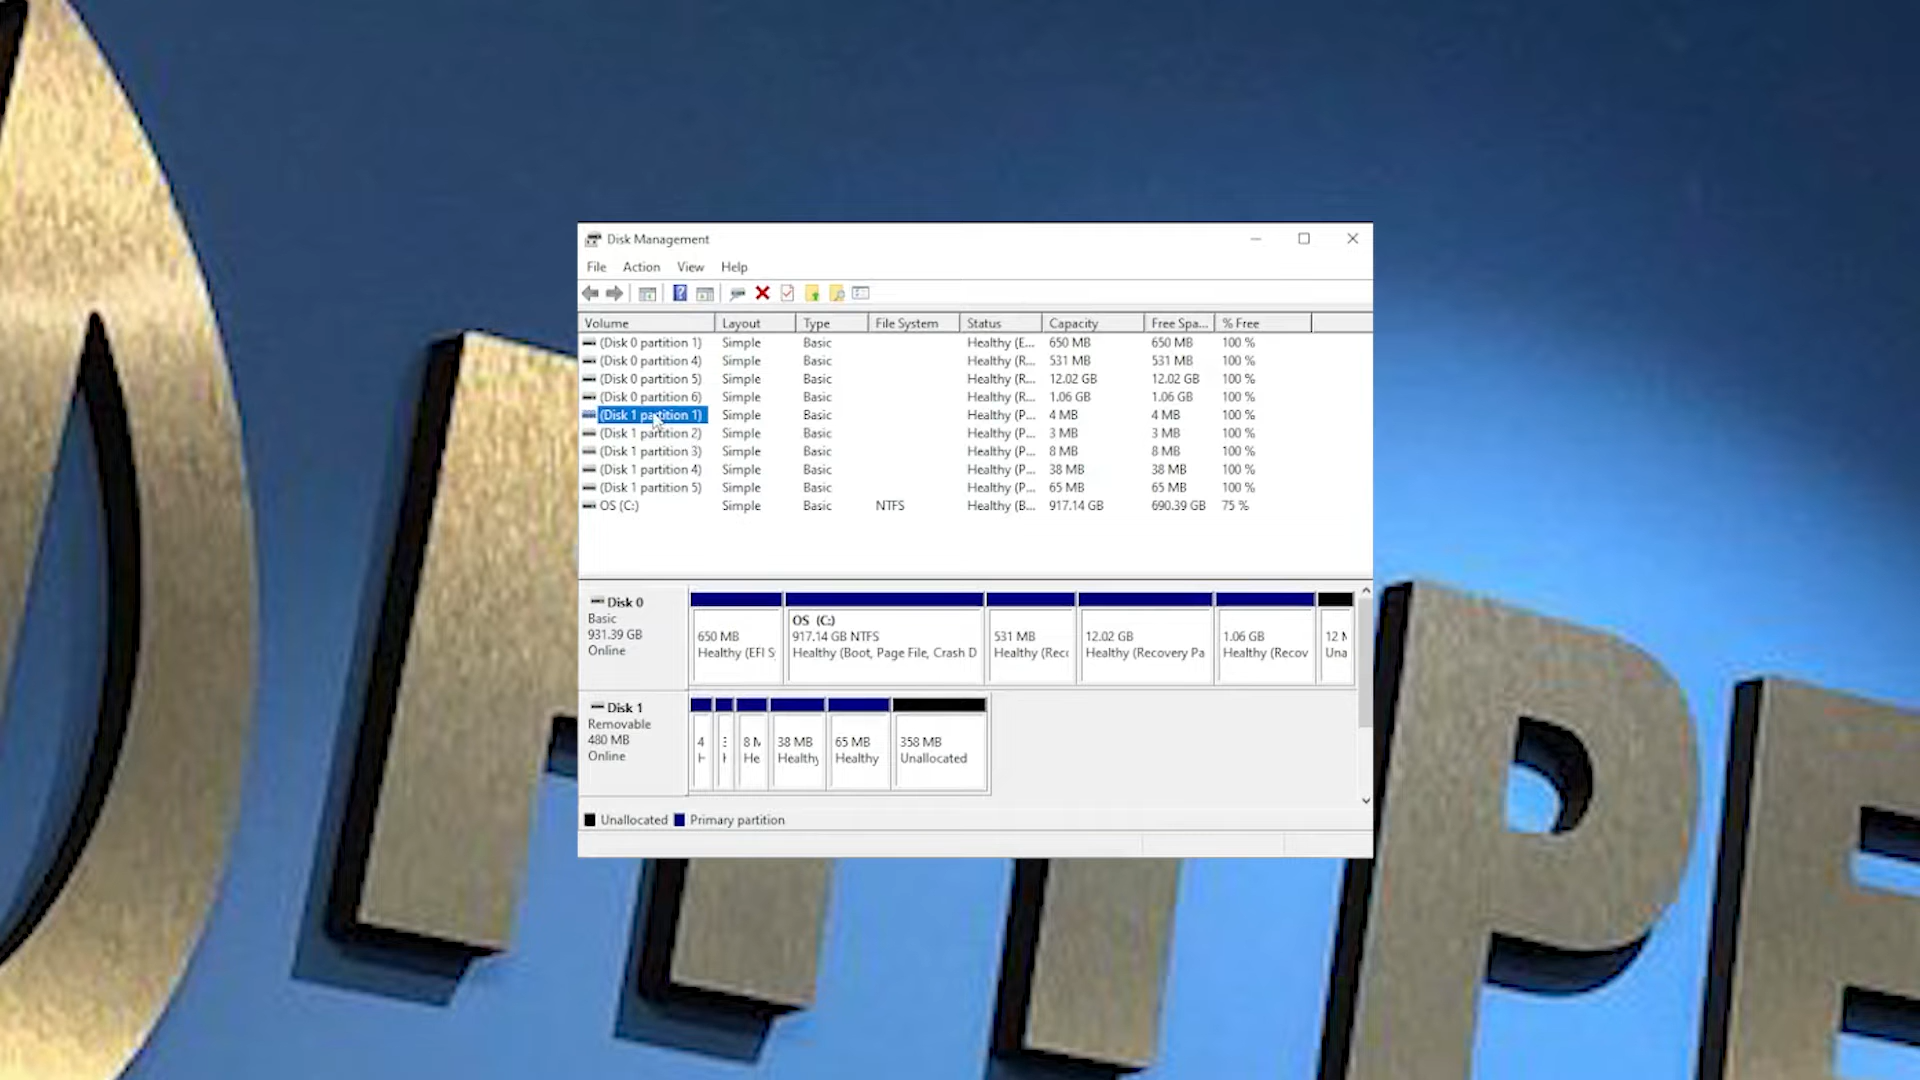 Disk Management
File Action View Help
Volume Layout Type File System Status Capacity Free Spa... % Free
(Disk 0 partition 1) Simple Basic Healthy (E... 650 MB 650 MB 100 %
(Disk 0 partition 4) Simple Basic Healthy (R... 531 MB 531 MB 100 %
(Disk 0 partition 5) Simple Basic Healthy (R... 12.02 GB 12.02 GB 100 %
(Disk 0 partition 6) Simple Basic Healthy (R... 1.06 GB 1.06 GB 100 %
(Disk 1 partition 1) Simple Basic Healthy (P... 4 MB 4 MB 100 %
(Disk 1 partition 2) Simple Basic Healthy (P... 3 MB 3 MB 100 %
(Disk 1 partition 3) Simple Basic Healthy (P... 8 MB 8 MB 100 %
(Disk 1 partition 4) Simple Basic Healthy (P... 38 MB 38 MB 100 %
(Disk 1 partition 5) Simple Basic Healthy (P... 65 MB 65 MB 100 %
OS (C:) Simple Basic NTFS Healthy (B... 917.14 GB 690.39 GB 75 %
Disk 0
Basic
931.39 GB
Online
650 MB
Healthy (EFI S
OS (C:)
917.14 GB NTFS
Healthy (Boot, Page File, Crash D
531 MB
Healthy (Reco
12.02 GB
Healthy (Recovery Pa
1.06 GB
Healthy (Recov
12 M
Una
Disk 1
Removable
480 MB
Online
4
8 M
He
38 MB
Healthy
65 MB
Healthy
358 MB
Unallocated
Unallocated Primary partition